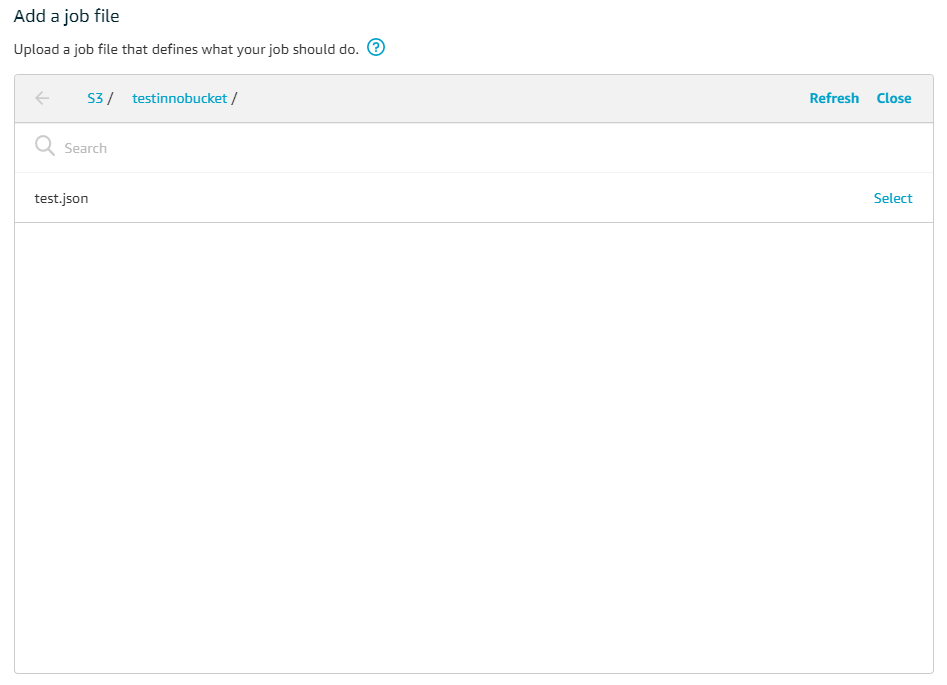 Add a job file
Upload a job file that defines what your job should do. ?
S3 / testinnobucket / Refresh Close
Search
test.json Select